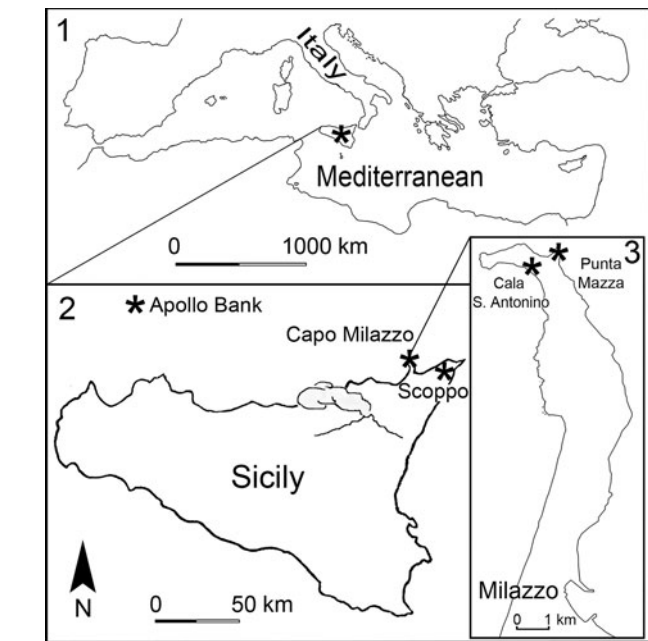 1
Italy
Mediterranean
0 1000 km
2
* Apollo Bank
Capo Milazzo
Scoppo
Sicily
N
0 50 km
3
Punta
Mazza
Cala
S. Antonino
Milazzo
0 1 km